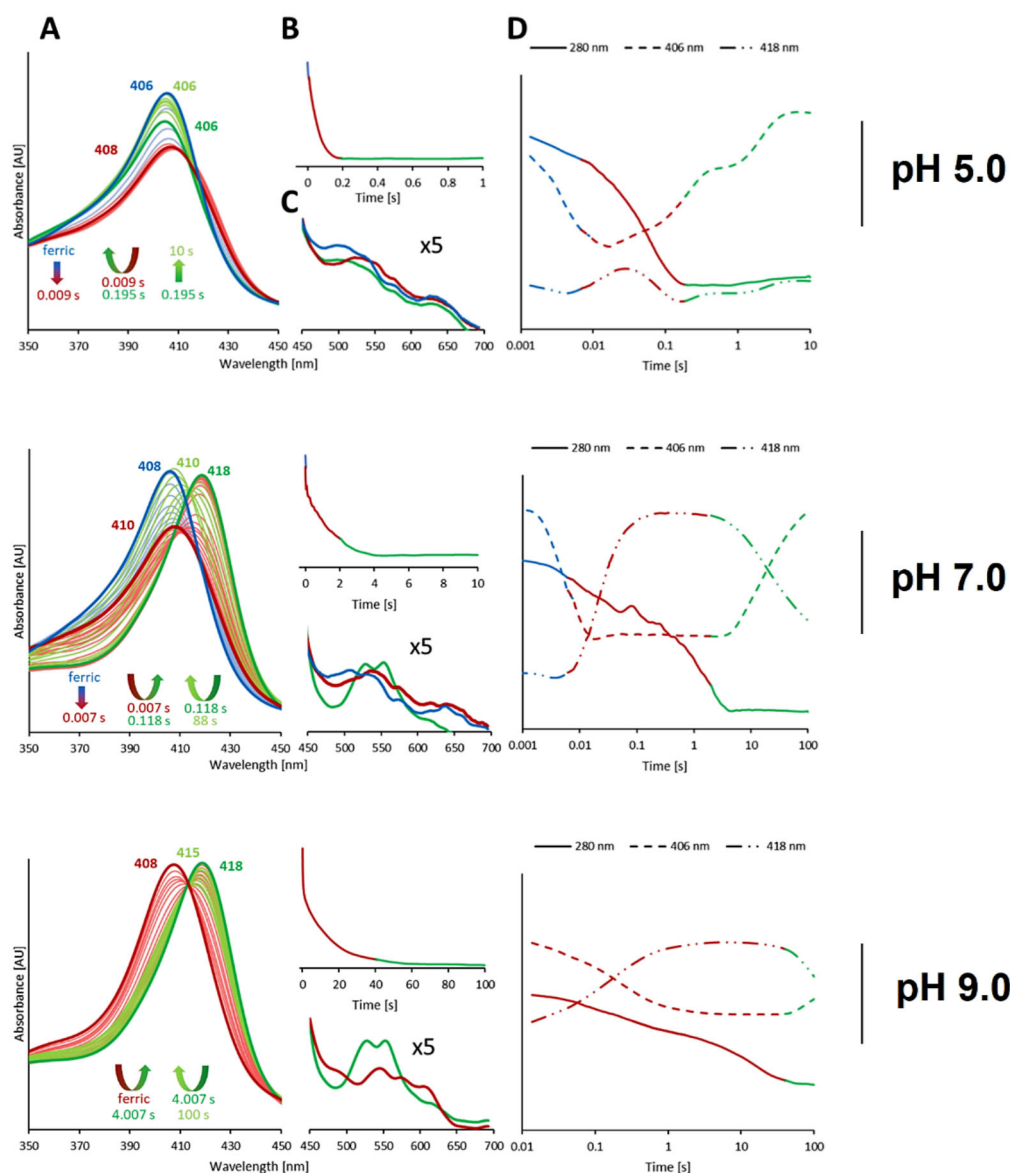 A
B
D
280 nm 406 nm 418 nm
406 406
406
408
Absorbance [AU]
ferric
0.009 s
0.009 s
0.195 s
10 s
0.195 s
350 370 390 410 430 450
Wavelength [nm]
0 0.2 0.4 0.6 0.8 1
Time [s]
C
x5
450 500 550 600 650 700
0.001 0.01 0.1 1 10
Time [s]
pH 5.0
280 nm 406 nm 418 nm
408 410 418
410
Absorbance [AU]
ferric
0.007 s
0.007 s
0.118 s
0.118 s
88 s
350 370 390 410 430 450
Wavelength [nm]
0 2 4 6 8 10
Time [s]
x5
450 500 550 600 650 700
0.001 0.01 0.1 1 10 100
Time [s]
pH 7.0
280 nm 406 nm 418 nm
408 415 418
Absorbance [AU]
ferric
4.007 s
4.007 s
100 s
350 370 390 410 430 450
Wavelength [nm]
0 20 40 60 80 100
Time [s]
x5
450 500 550 600 650 700
0.01 0.1 1 10 100
Time [s]
pH 9.0